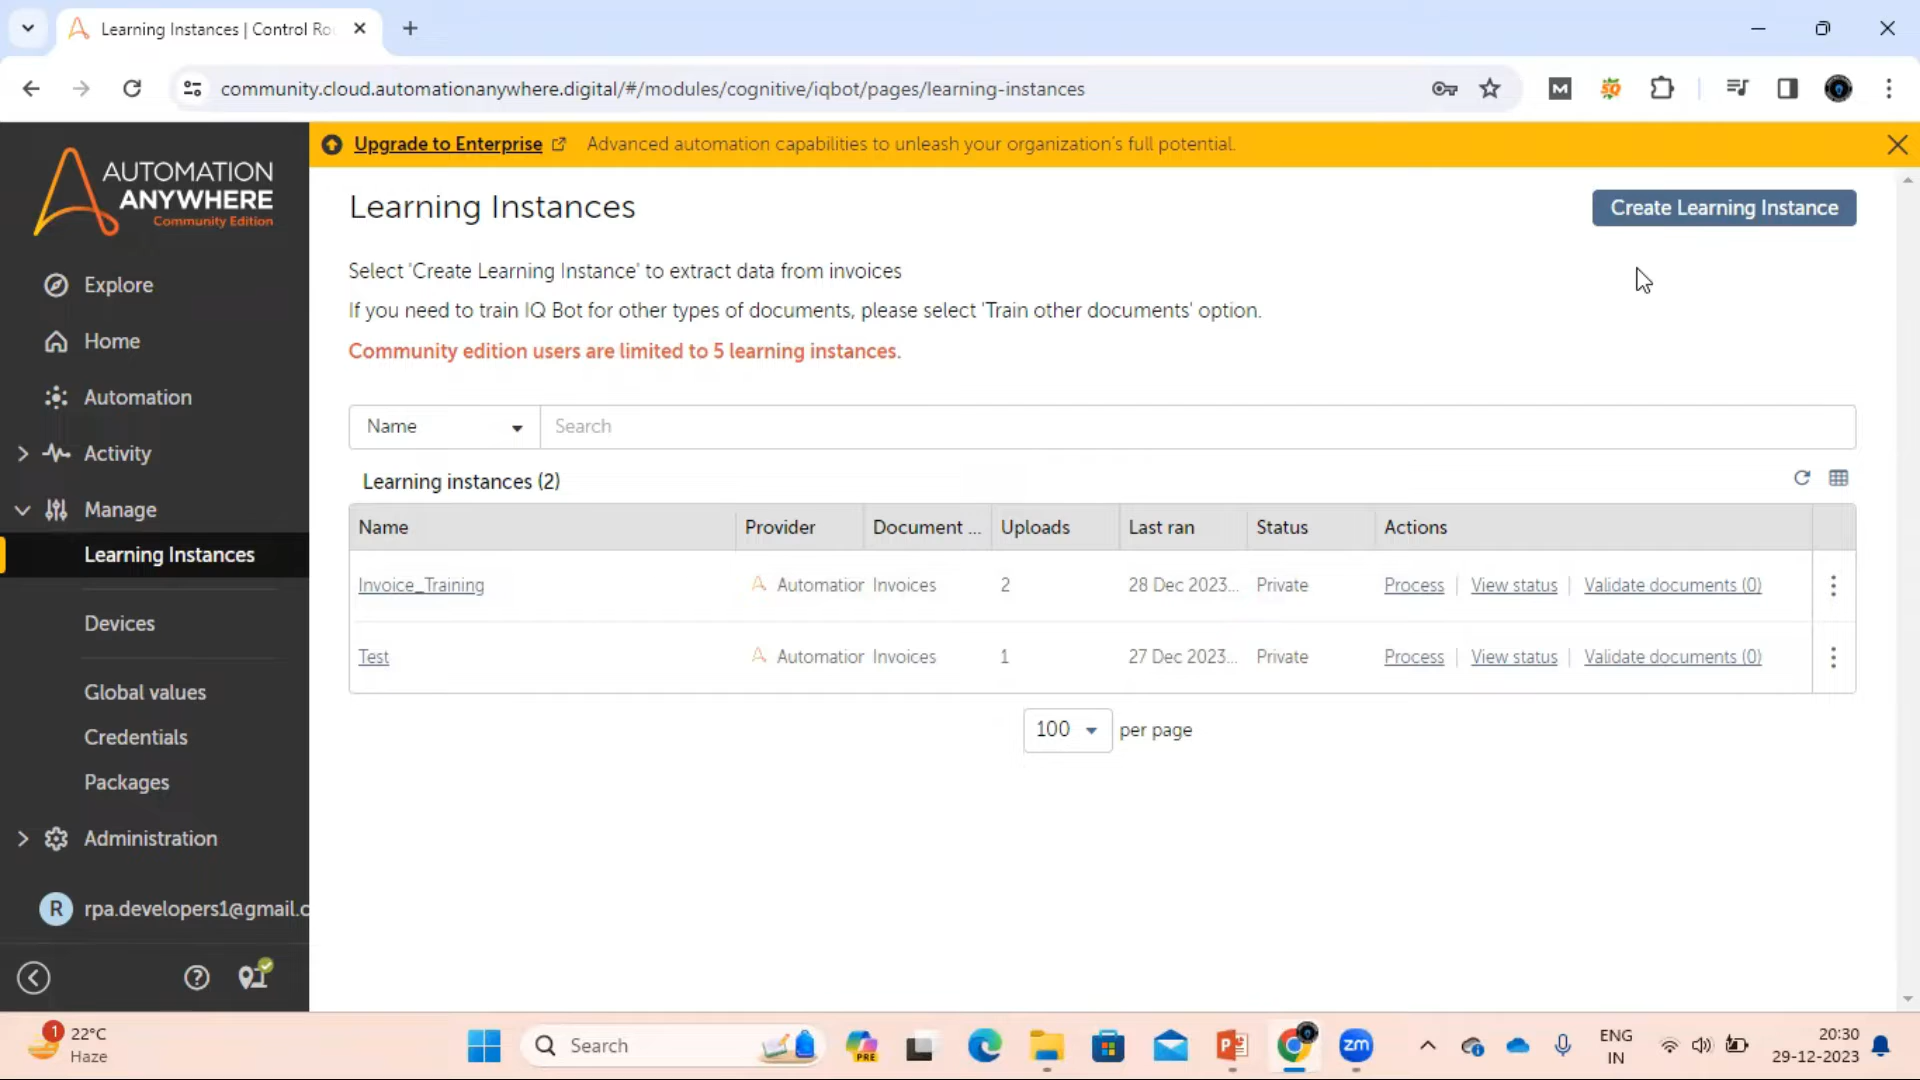 Learning Instances | Control Ro
community.cloud.automationanywhere.digital/#/modules/cognitive/iqbot/pages/learning-instances
AUTOMATION
ANYWHERE
Community Edition
Upgrade to Enterprise
Advanced automation capabilities to unleash your organization's full potential.
Learning Instances
Create Learning Instance
Select 'Create Learning Instance' to extract data from invoices
If you need to train IQ Bot for other types of documents, please select 'Train other documents' option.
Community edition users are limited to 5 learning instances.
Explore
Home
Automation
Activity
Manage
Learning Instances
Devices
Global values
Credentials
Packages
Administration
R rpa.developers1@gmail.c
Name
Search
Learning instances (2)
Name Provider Document ... Uploads Last ran Status Actions
Invoice_Training Automation Invoices 2 28 Dec 2023... Private Process | View status | Validate documents (0)
Test Automation Invoices 1 27 Dec 2023... Private Process | View status | Validate documents (0)
100 per page
1
22°C
Haze
Search
PRE
zm
ENG
IN
20:30
29-12-2023